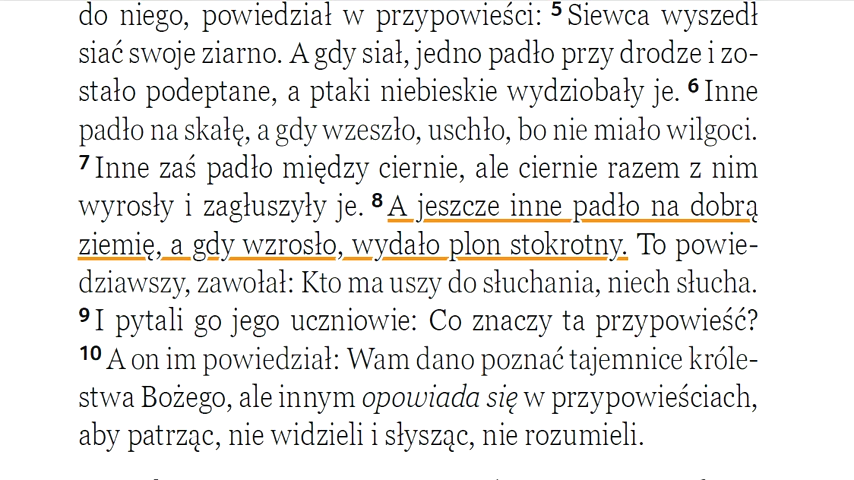 do niego, powiedział w przypowieści: 5 Siewca wyszedł
siać swoje ziarno. A gdy siał, jedno padło przy drodze i zo-
stało podeptane, a ptaki niebieskie wydziobały je. 6 Inne
padło na skałę, a gdy wzeszło, uschło, bo nie miało wilgoci.
7 Inne zaś padło między ciernie, ale ciernie razem z nim
wyrosły i zagłuszyły je. 8 A jeszcze inne padło na dobrą
ziemię, a gdy wzrosło, wydało plon stokrotny. To powie-
dziawszy, zawołał: Kto ma uszy do słuchania, niech słucha.
9 I pytali go jego uczniowie: Co znaczy ta przypowieść?
10 A on im powiedział: Wam dano poznać tajemnice króle-
stwa Bożego, ale innym opowiada się w przypowieściach,
aby patrząc, nie widzieli i słysząc, nie rozumieli.